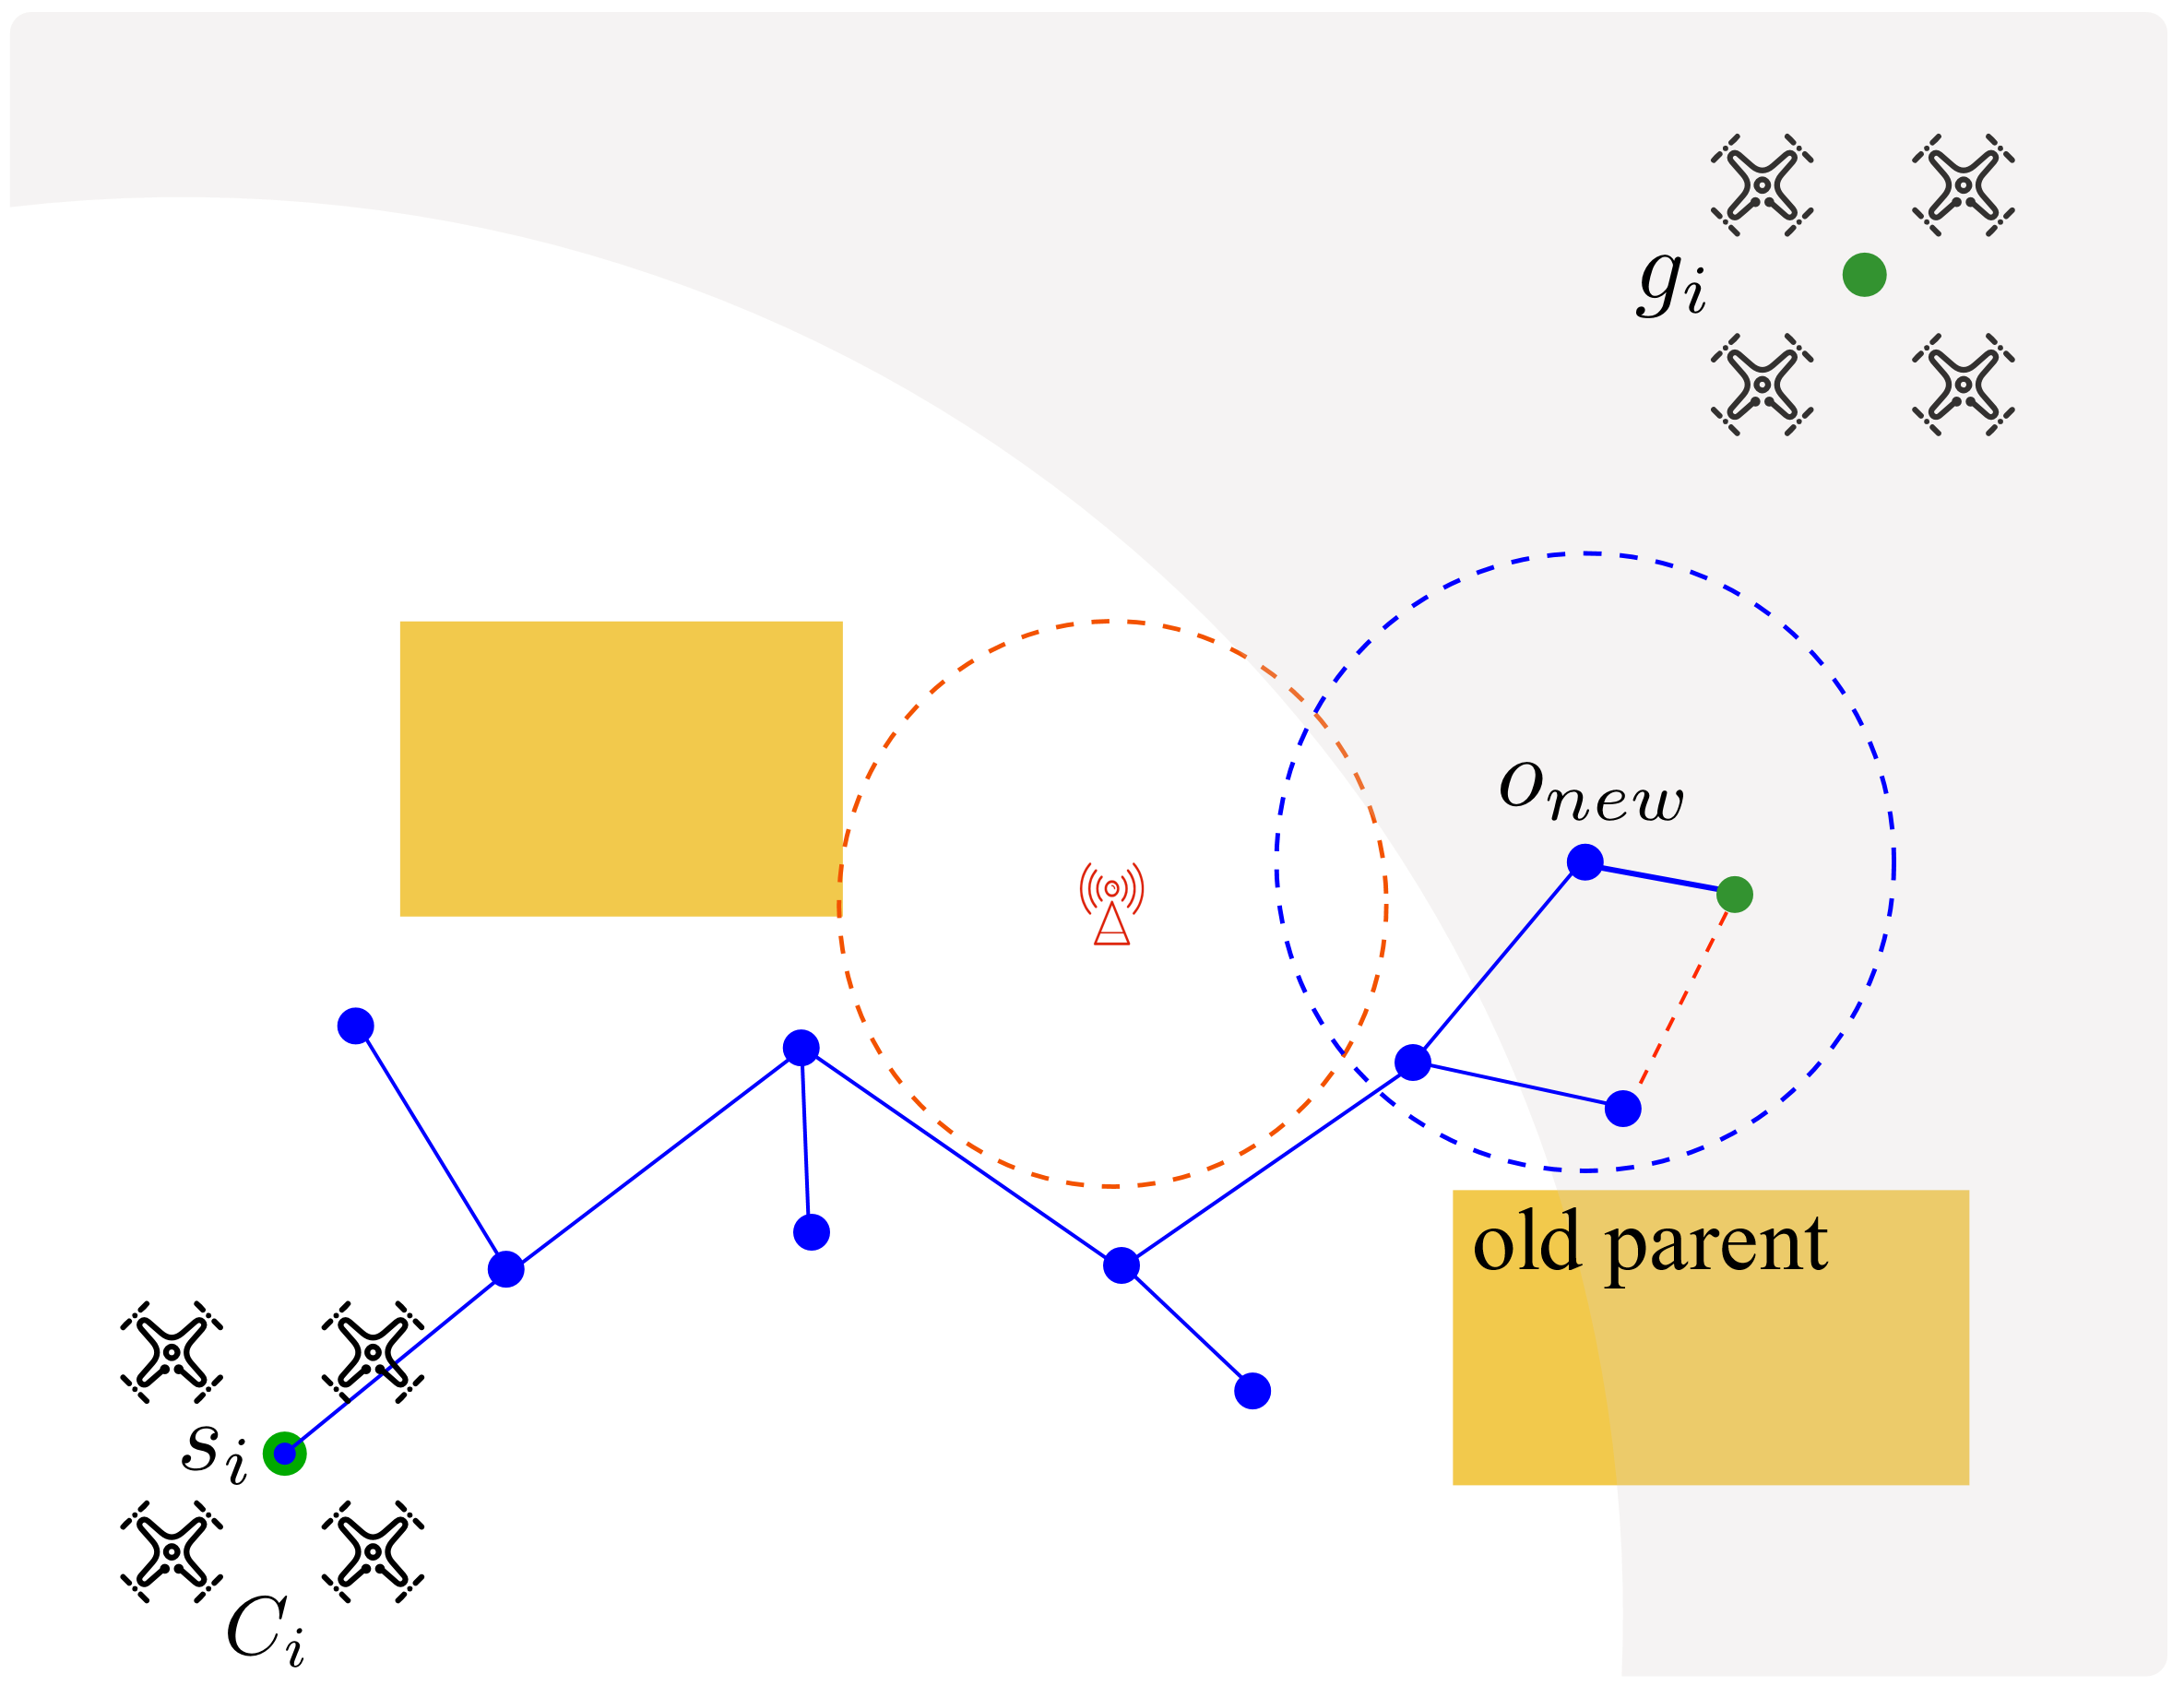 g_i
o_new
old parent
s_i
C_i